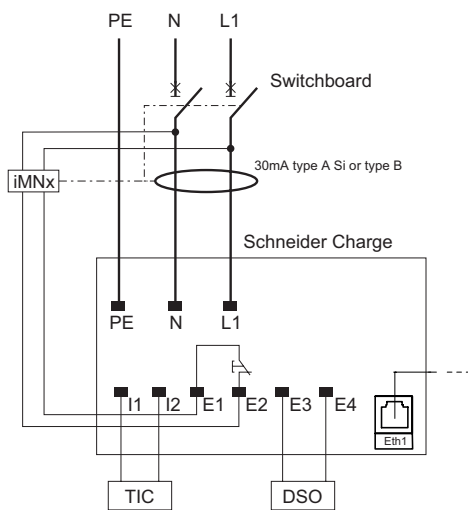 PE N L1
Switchboard
30mA type A Si or type B
iMNx
Schneider Charge
PE N L1
I1 I2 E1 E2 E3 E4
Eth1
TIC DSO